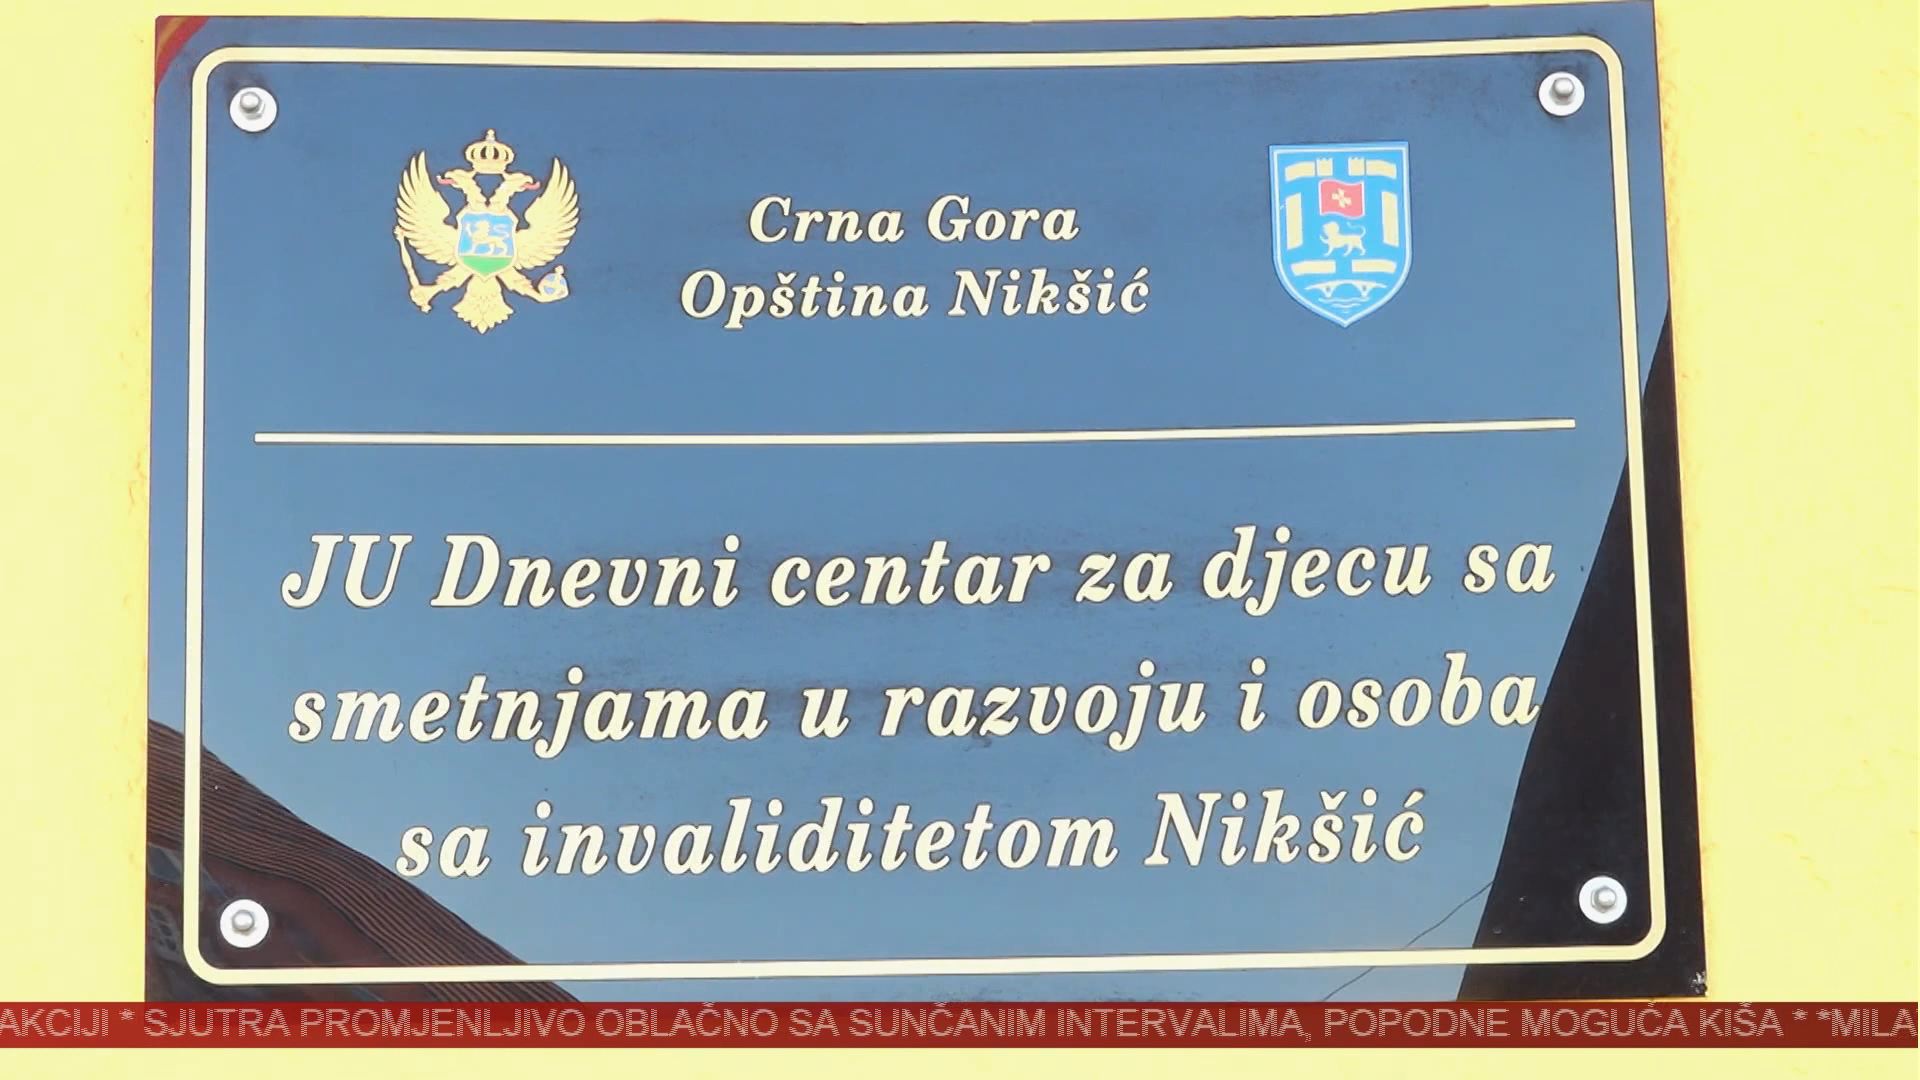 Crna Gora
Opština Nikšić
JU Dnevni centar za djecu sa
smetnjama u razvoju i osoba
sa invaliditetom Nikšić
AKCIJI * SJUTRA PROMJENLJIVO OBLAČNO SA SUNČANIM INTERVALIMA, POPODNE MOGUĆA KIŠA * *MILA